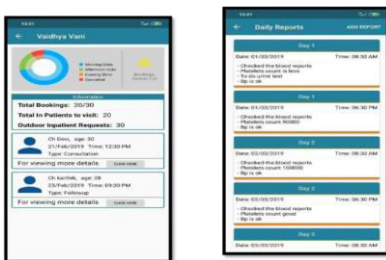 Vaidhya Vani
Morning Slots
Afternoon Slots
Evening Slots
Cancelled
Information
Total Bookings: 20/30
Total In Patients to visit: 20
Outdoor Inpatient Requests: 30
Ch Devi, age: 30
21/Feb/2019 Time: 12:30 PM
Type: Consultation
For viewing more details CLICK HERE
Ch karthik, age: 28
23/Feb/2019 Time: 09:30 PM
Type: Followup
For viewing more details CLICK HERE
Daily Reports ADD REPORT
Day 1
Date: 01/03/2019 Time: 08:30 AM
- Checked the blood reports
- Platelets count is less
- To do urine test
- Bp is ok
Day 1
Date: 01/03/2019 Time: 06:30 PM
- Checked the blood reports
- Platelets count 90000
- Bp is ok
Day 2
Date: 02/03/2019 Time: 08:30 AM
- Checked the blood reports
- Platelets count 100000
- Bp is ok
Day 2
Date: 02/03/2019 Time: 06:30 PM
- Checked the blood reports
- Platelets count good
- Bp is ok
Day 3
Date: 03/03/2019 Time: 08:30 AM